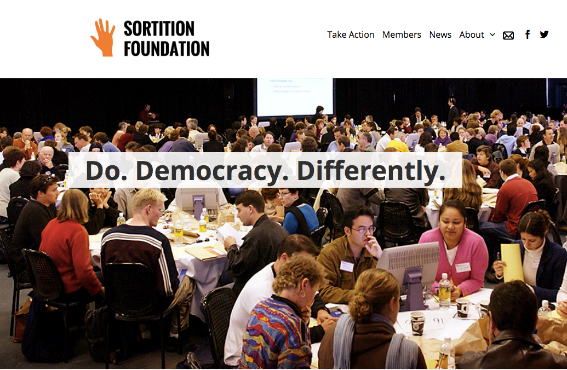 SORTITION
FOUNDATION
Take Action Members News About
Do. Democracy. Differently.